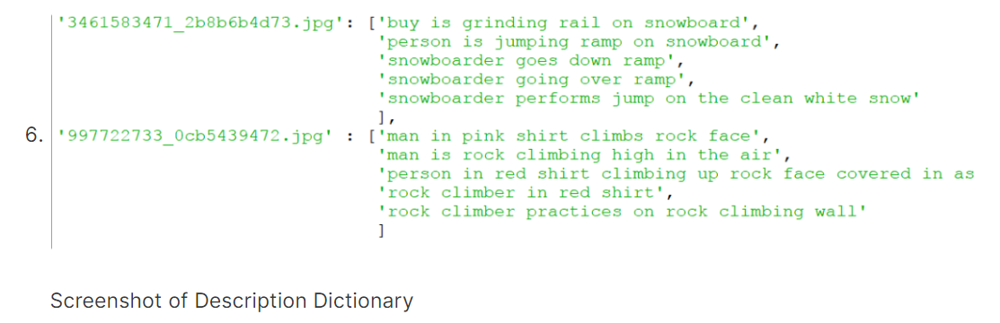 '3461583471_2b8b6b4d73.jpg': ['buy is grinding rail on snowboard',
'person is jumping ramp on snowboard',
'snowboarder goes down ramp',
'snowboarder going over ramp',
'snowboarder performs jump on the clean white snow'
],
6. '997722733_0cb5439472.jpg' : ['man in pink shirt climbs rock face',
'man is rock climbing high in the air',
'person in red shirt climbing up rock face covered in as
'rock climber in red shirt',
'rock climber practices on rock climbing wall'
]
Screenshot of Description Dictionary